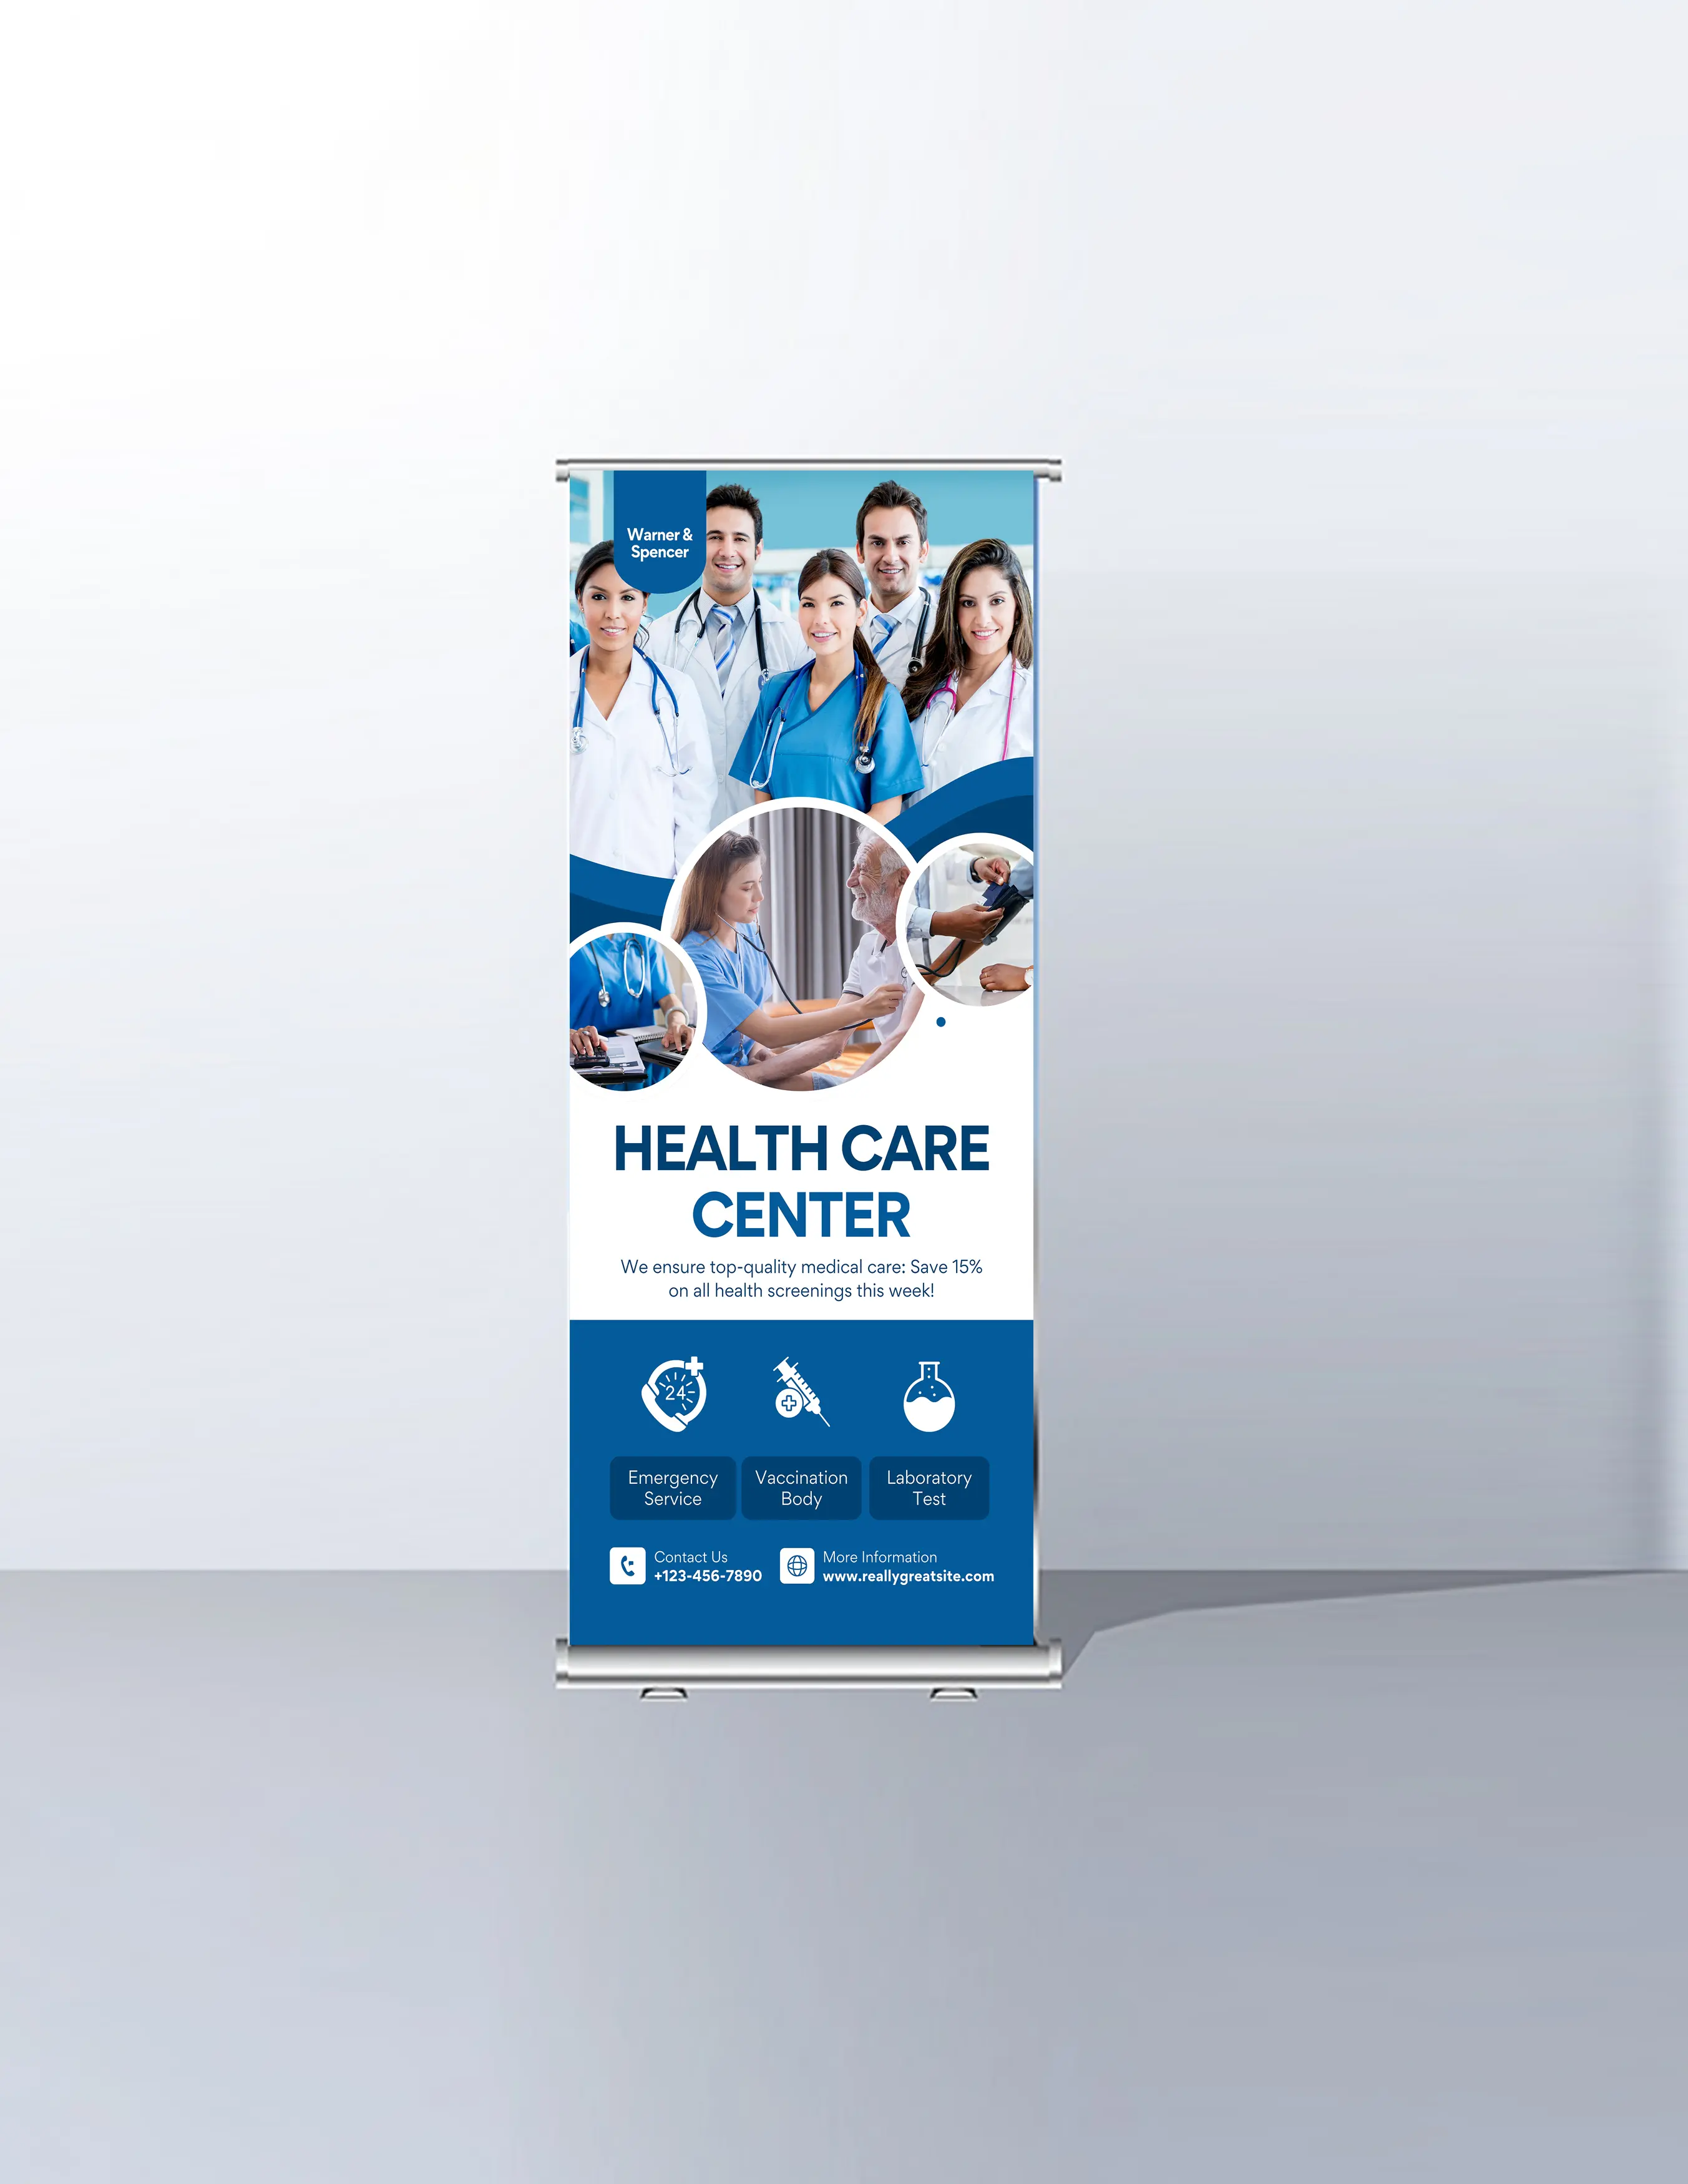 Warner &
Spencer
HEALTH CARE
CENTER
We ensure top-quality medical care: Save 15%
on all health screenings this week!
24
Emergency
Service
Vaccination
Body
Laboratory
Test
Contact Us
+123-456-7890
More Information
www.reallygreatsite.com